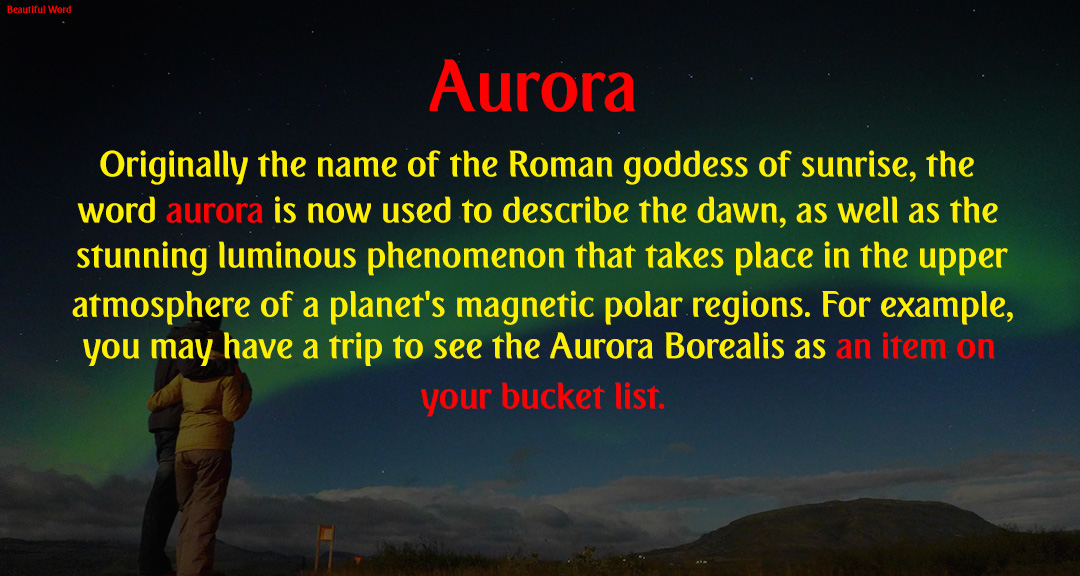 Beautiful Word
Aurora
Originally the name of the Roman goddess of sunrise, the
word aurora is now used to describe the dawn, as well as the
stunning luminous phenomenon that takes place in the upper
atmosphere of a planet's magnetic polar regions. For example,
you may have a trip to see the Aurora Borealis as an item on
your bucket list.